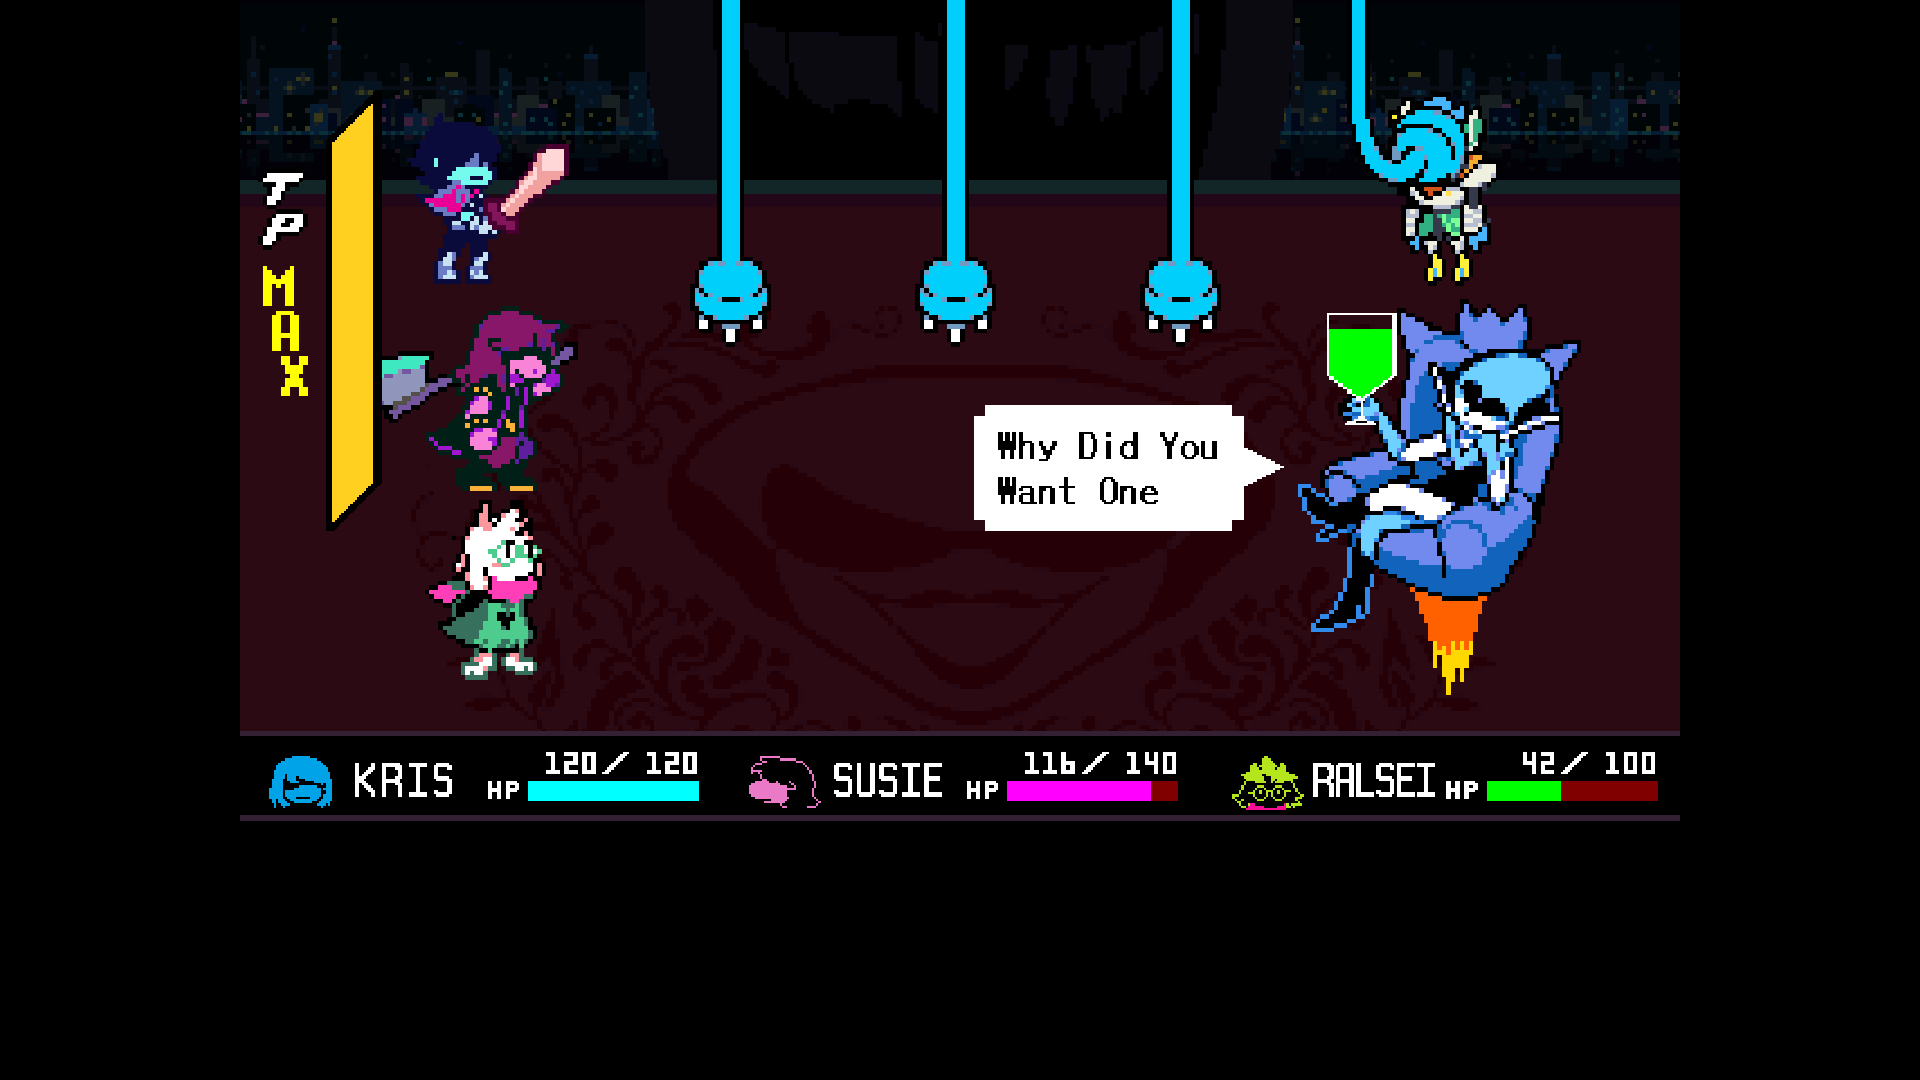 TP
MAX
Why Did You
Want One
KRIS HP 120/ 120
SUSIE HP 116/ 140
RALSEI HP 42/ 100